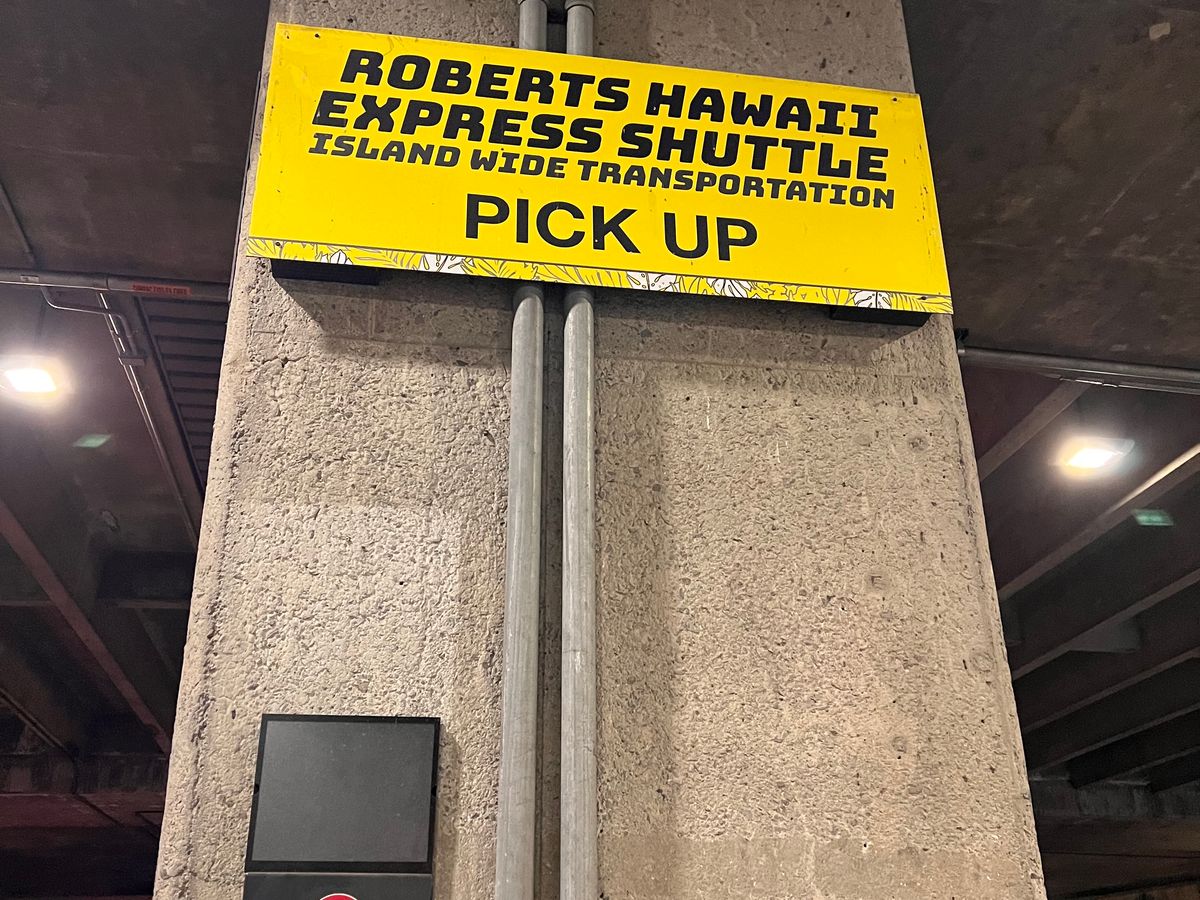 ROBERTS HAWAII
EXPRESS SHUTTLE
ISLAND WIDE TRANSPORTATION
PICK UP